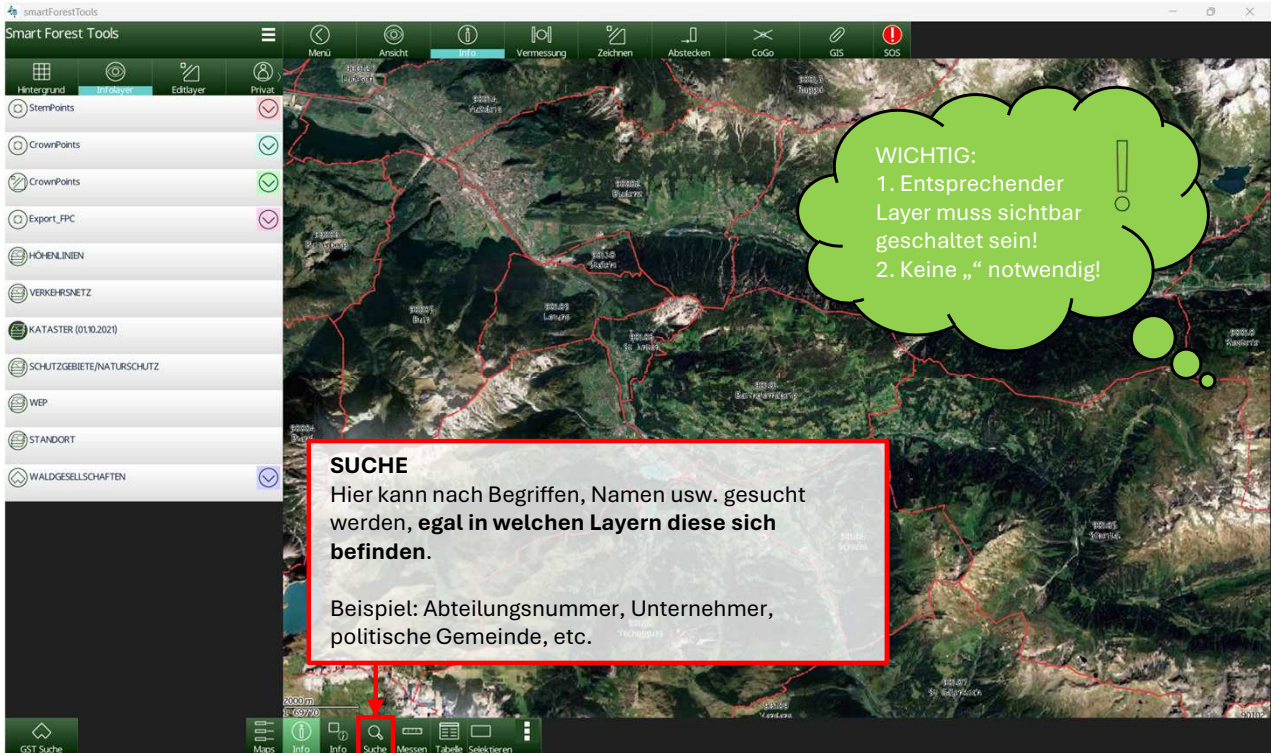 smartForestTools
Smart Forest Tools
Menü
Ansicht
Info
Vermessung
Zeichnen
Abstecken
CoGo
GIS
SOS
Hintergrund
Infolayer
Editlayer
Privat
StemPoints
CrownPoints
CrownPoints
Export_FPC
HÖHENLINIEN
VERKEHRSNETZ
KATASTER (01.10.2021)
SCHUTZGEBIETE/NATURSCHUTZ
WEP
STANDORT
WALDGESELLSCHAFTEN
WICHTIG:
1. Entsprechender
Layer muss sichtbar
geschaltet sein!
2. Keine „“ notwendig!
SUCHE
Hier kann nach Begriffen, Namen usw. gesucht
werden, egal in welchen Layern diese sich
befinden.
Beispiel: Abteilungsnummer, Unternehmer,
politische Gemeinde, etc.
2000 m
1: 69770
GST Suche
Maps
Info
Info
Suche
Messen
Tabelle
Selektieren